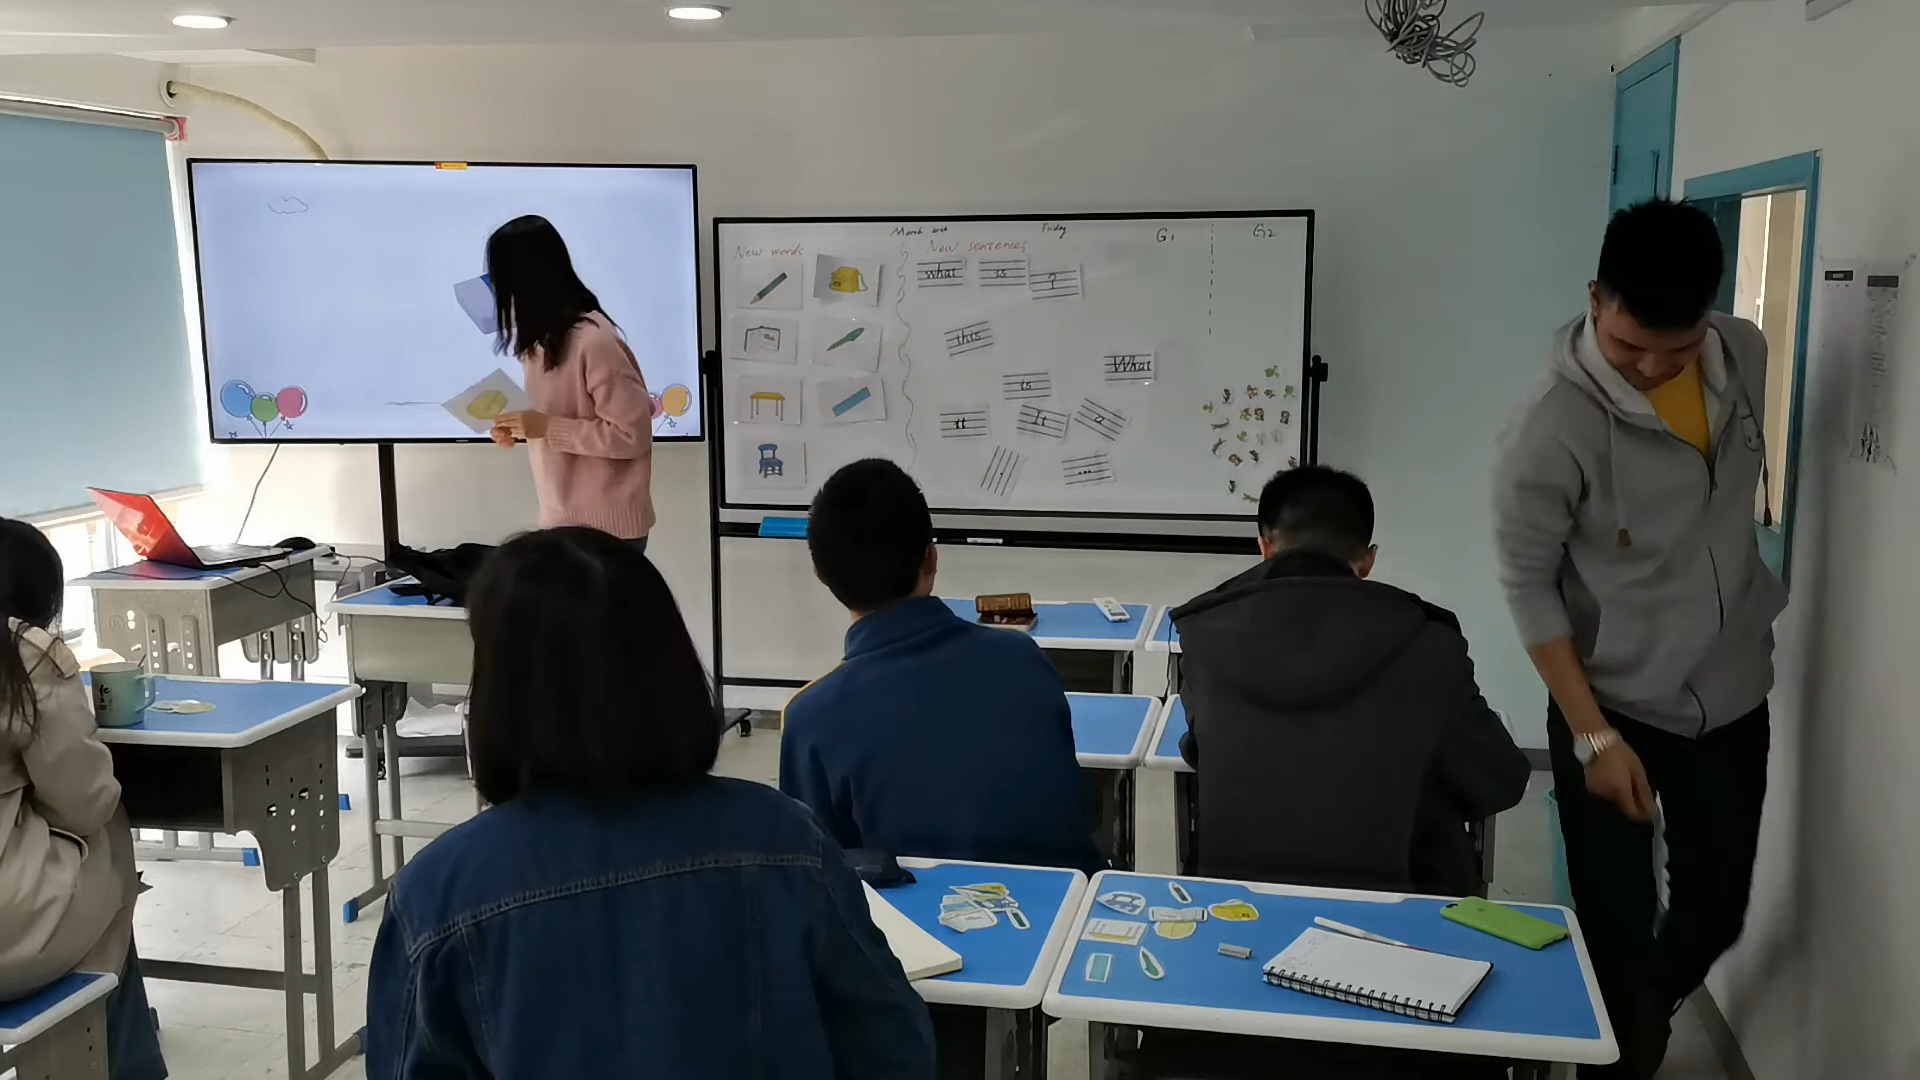 March Friday G1 G2
New words New sentences
what is ?
this
What
is
it It a
...